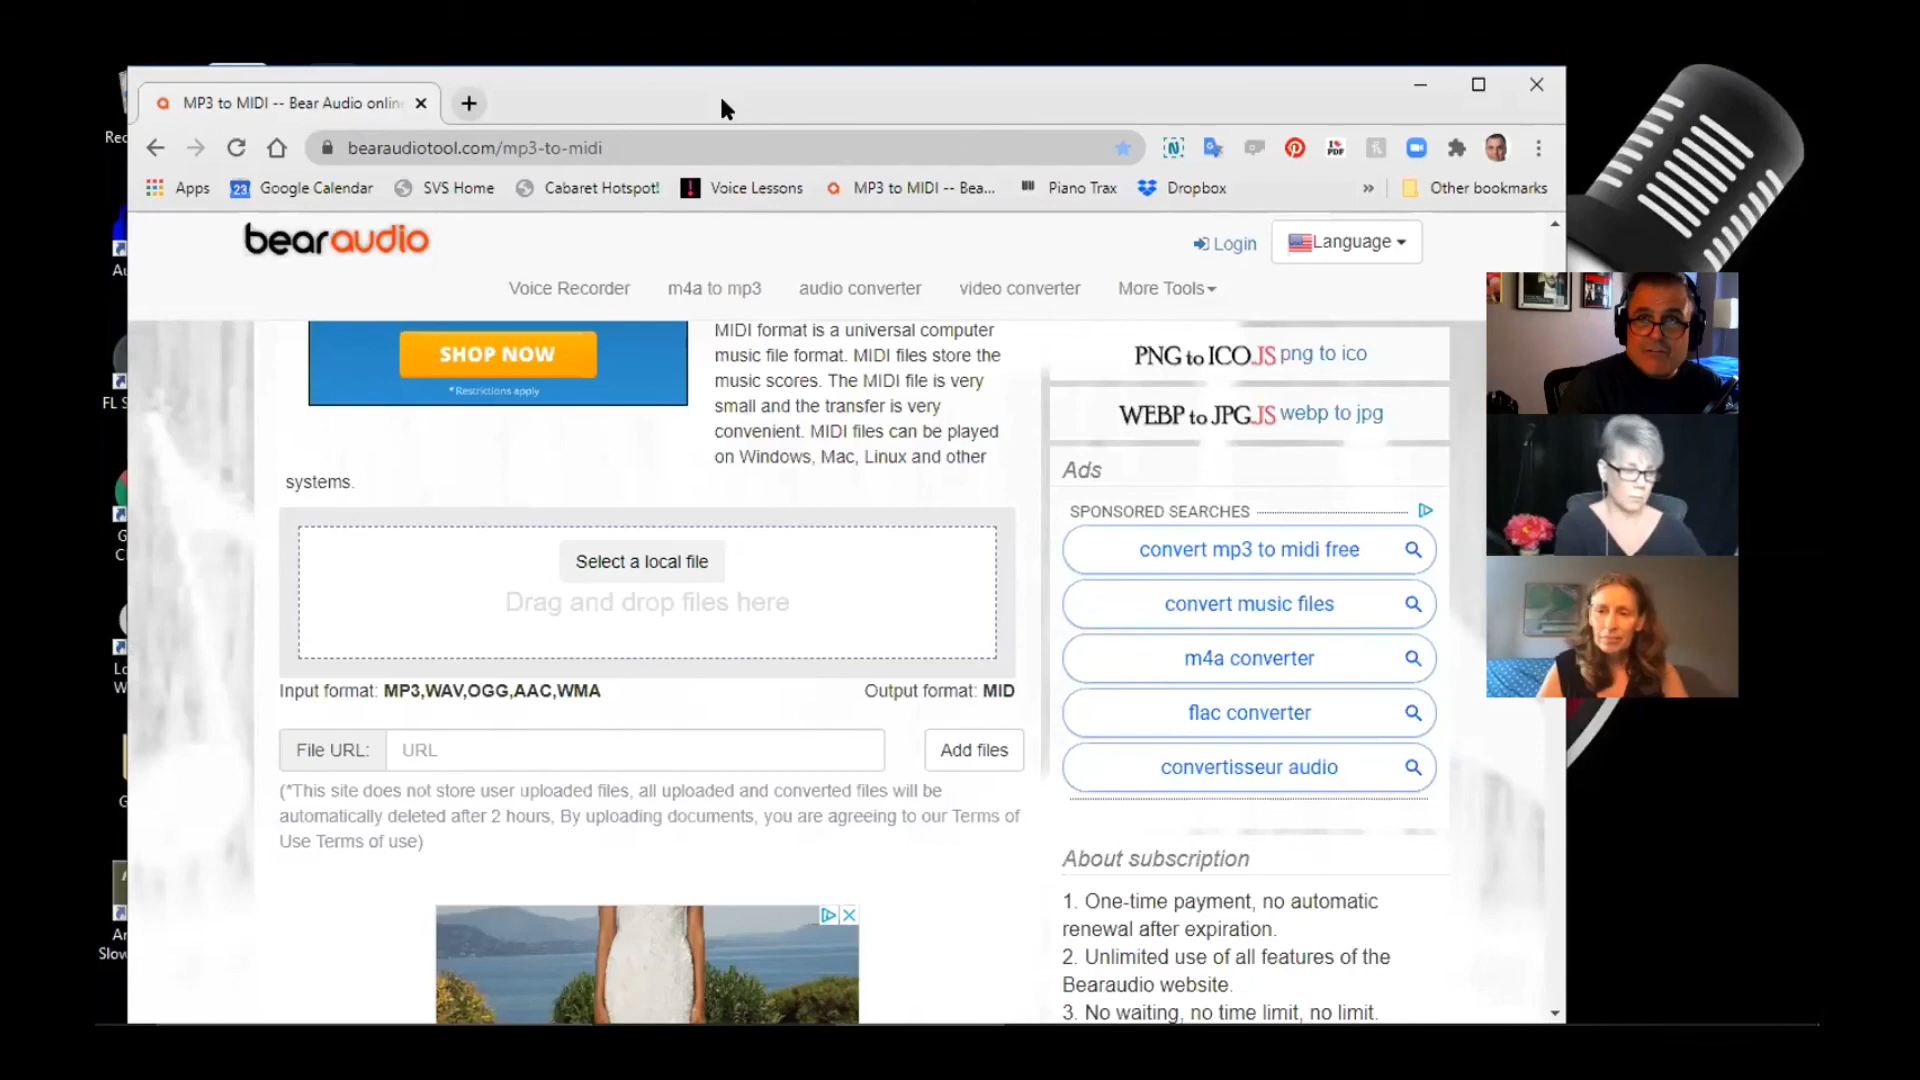 MP3 to MIDI -- Bear Audio onlin
bearaudiotool.com/mp3-to-midi
Apps
23
Google Calendar
SVS Home
Cabaret Hotspot!
Voice Lessons
MP3 to MIDI -- Bea...
Piano Trax
Dropbox
»
Other bookmarks
bearaudio
Login
Language
Voice Recorder
m4a to mp3
audio converter
video converter
More Tools
SHOP NOW
*Restrictions apply
MIDI format is a universal computer
music file format. MIDI files store the
music scores. The MIDI file is very
small and the transfer is very
convenient. MIDI files can be played
on Windows, Mac, Linux and other
systems.
Select a local file
Drag and drop files here
Input format: MP3,WAV,OGG,AAC,WMA
Output format: MID
File URL:
URL
Add files
(*This site does not store user uploaded files, all uploaded and converted files will be
automatically deleted after 2 hours, By uploading documents, you are agreeing to our Terms of
Use Terms of use)
PNG to ICO.JS png to ico
WEBP to JPG.JS webp to jpg
Ads
SPONSORED SEARCHES
convert mp3 to midi free
convert music files
m4a converter
flac converter
convertisseur audio
About subscription
1. One-time payment, no automatic
renewal after expiration.
2. Unlimited use of all features of the
Bearaudio website.
3. No waiting, no time limit, no limit.
Rec
Au
FL S
G
C
Lo
W
G
Ar
Slow